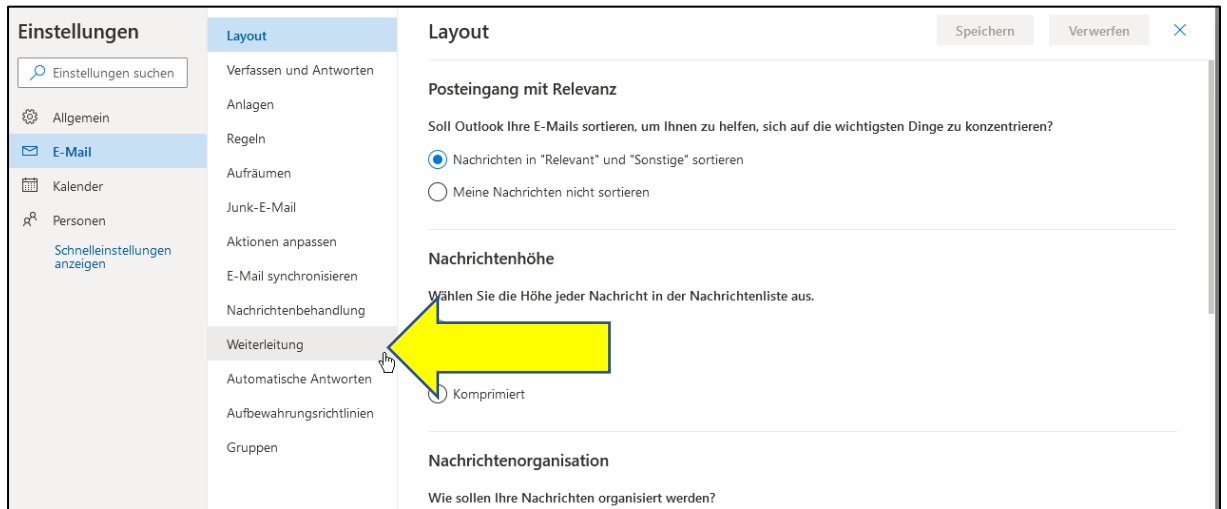 Einstellungen
Einstellungen suchen
Allgemein
E-Mail
Kalender
Personen
Schnelleinstellungen
anzeigen
Layout
Verfassen und Antworten
Anlagen
Regeln
Aufräumen
Junk-E-Mail
Aktionen anpassen
E-Mail synchronisieren
Nachrichtenbehandlung
Weiterleitung
Automatische Antworten
Aufbewahrungsrichtlinien
Gruppen
Layout
Speichern
Verwerfen
Posteingang mit Relevanz
Soll Outlook Ihre E-Mails sortieren, um Ihnen zu helfen, sich auf die wichtigsten Dinge zu konzentrieren?
Nachrichten in "Relevant" und "Sonstige" sortieren
Meine Nachrichten nicht sortieren
Nachrichtenhöhe
Wählen Sie die Höhe jeder Nachricht in der Nachrichtenliste aus.
Komprimiert
Nachrichtenorganisation
Wie sollen Ihre Nachrichten organisiert werden?